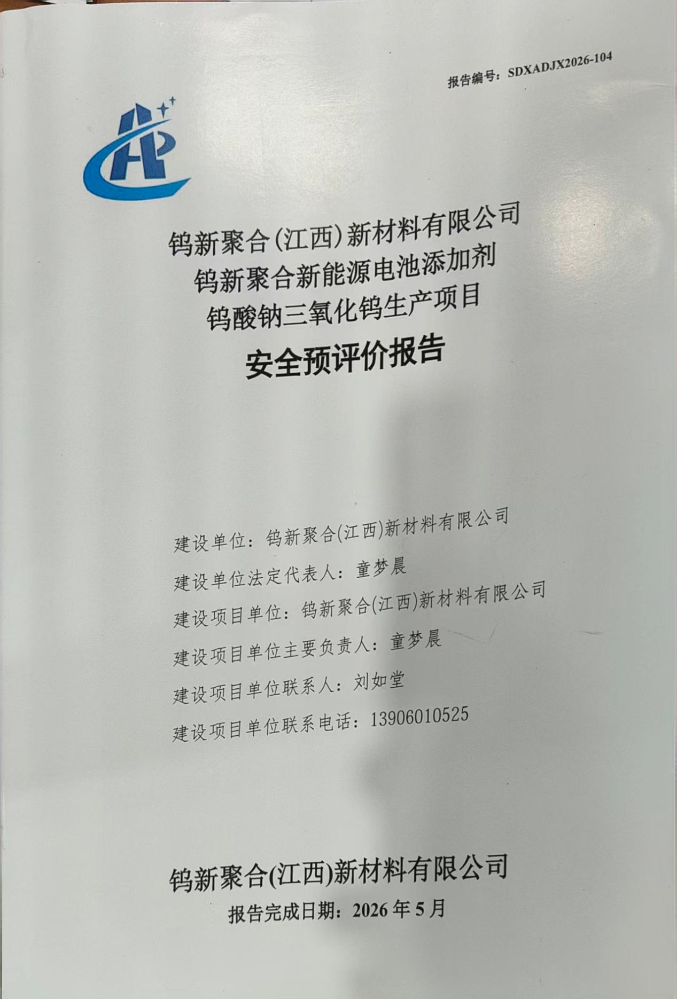 报告编号：SDXADJX2026-104
钨新聚合(江西)新材料有限公司
钨新聚合新能源电池添加剂
钨酸钠三氧化钨生产项目
安全预评价报告
建设单位：钨新聚合(江西)新材料有限公司
建设单位法定代表人：童梦晨
建设项目单位：钨新聚合(江西)新材料有限公司
建设项目单位主要负责人：童梦晨
建设项目单位联系人：刘如堂
建设项目单位联系电话：13906010525
钨新聚合(江西)新材料有限公司
报告完成日期：2026年5月